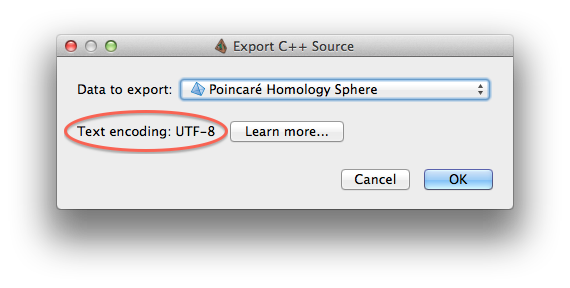 Export C++ Source
Data to export: Poincaré Homology Sphere
Text encoding: UTF-8 Learn more...
Cancel OK